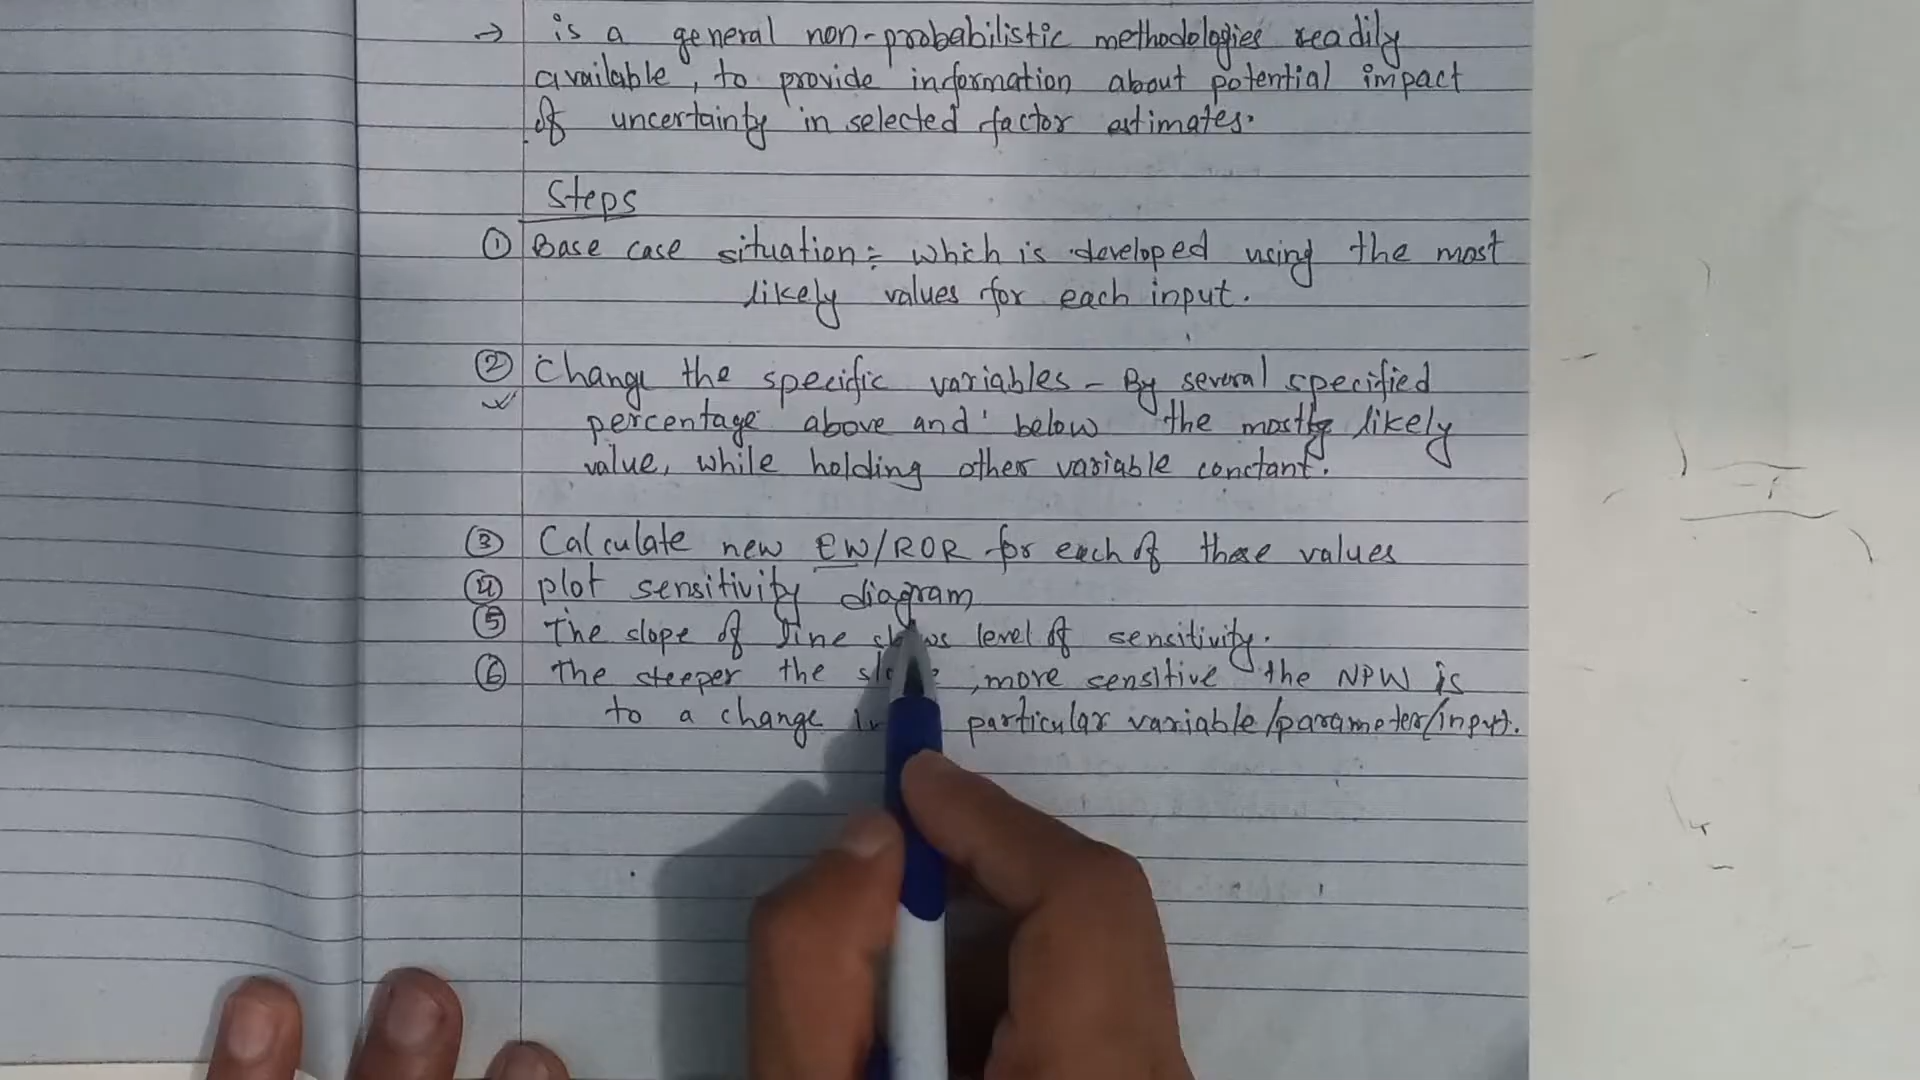 → is a general non-probabilistic methodologies readily
available, to provide information about potential impact
of uncertainty in selected factor estimates.
Steps
① Base case situation:- which is developed using the most
likely values for each input.
② Change the specific variables - By several specified
percentage above and below the mostly likely
value, while holding other variable constant.
③ Calculate new EW/ROR for each of these values
④ plot sensitivity diagram
⑤ The slope of line shows level of sensitivity.
⑥ The steeper the , more sensitive the NPW is
to a change particular variable/parameter/input.